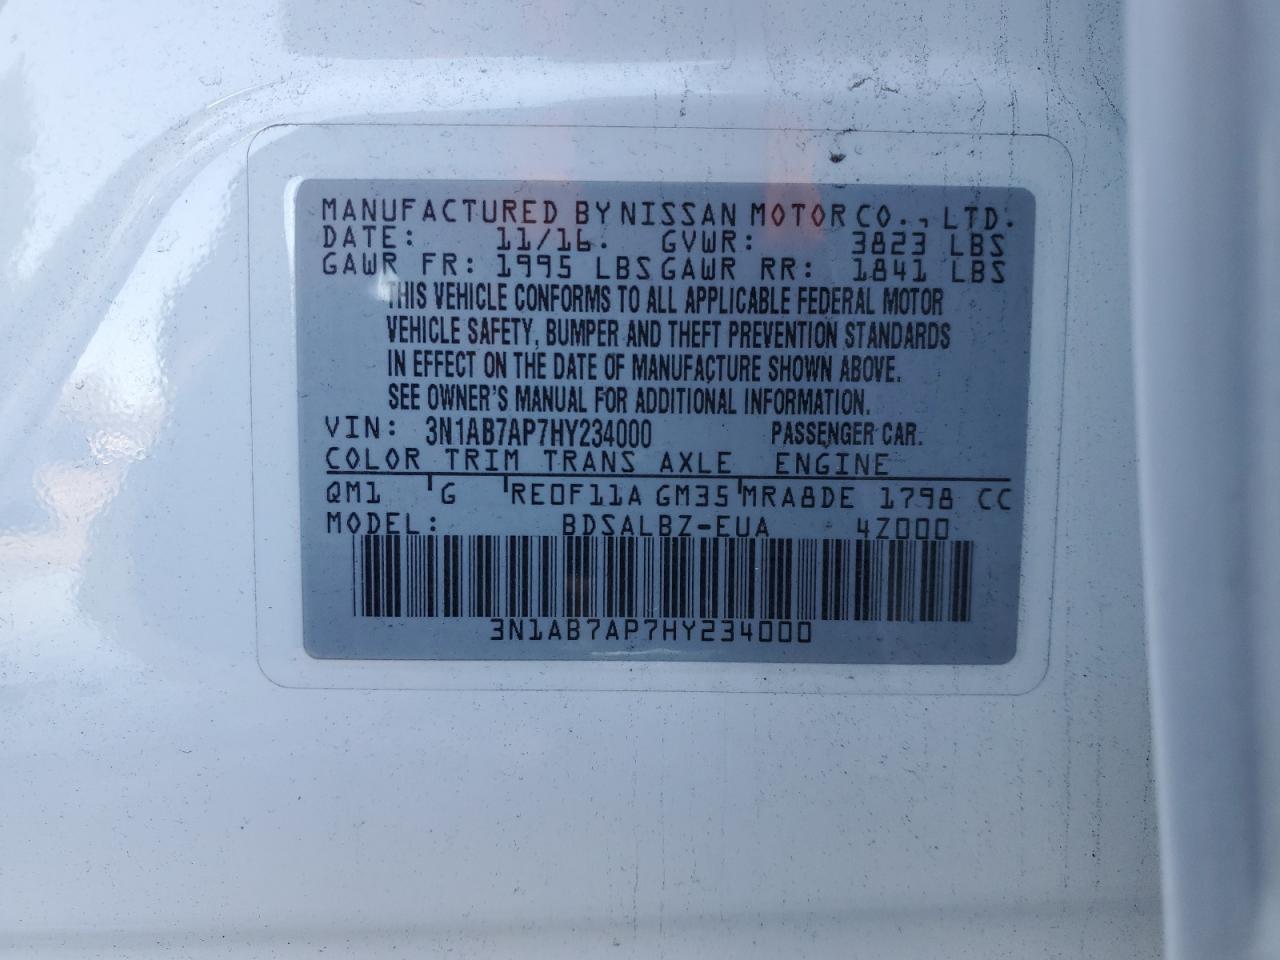 MANUFACTURED BY NISSAN MOTOR CO., LTD.
DATE: 11/16. GVWR: 3823 LBS
GAWR FR: 1995 LBS GAWR RR: 1841 LBS
THIS VEHICLE CONFORMS TO ALL APPLICABLE FEDERAL MOTOR
VEHICLE SAFETY, BUMPER AND THEFT PREVENTION STANDARDS
IN EFFECT ON THE DATE OF MANUFACTURE SHOWN ABOVE.
SEE OWNER'S MANUAL FOR ADDITIONAL INFORMATION.
VIN: 3N1AB7AP7HY234000 PASSENGER CAR.
COLOR TRIM TRANS AXLE ENGINE
QM1 G RE0F11A GM35 MRA8DE 1798 CC
MODEL: BDSALBZ-EUA 4Z000
3N1AB7AP7HY234000